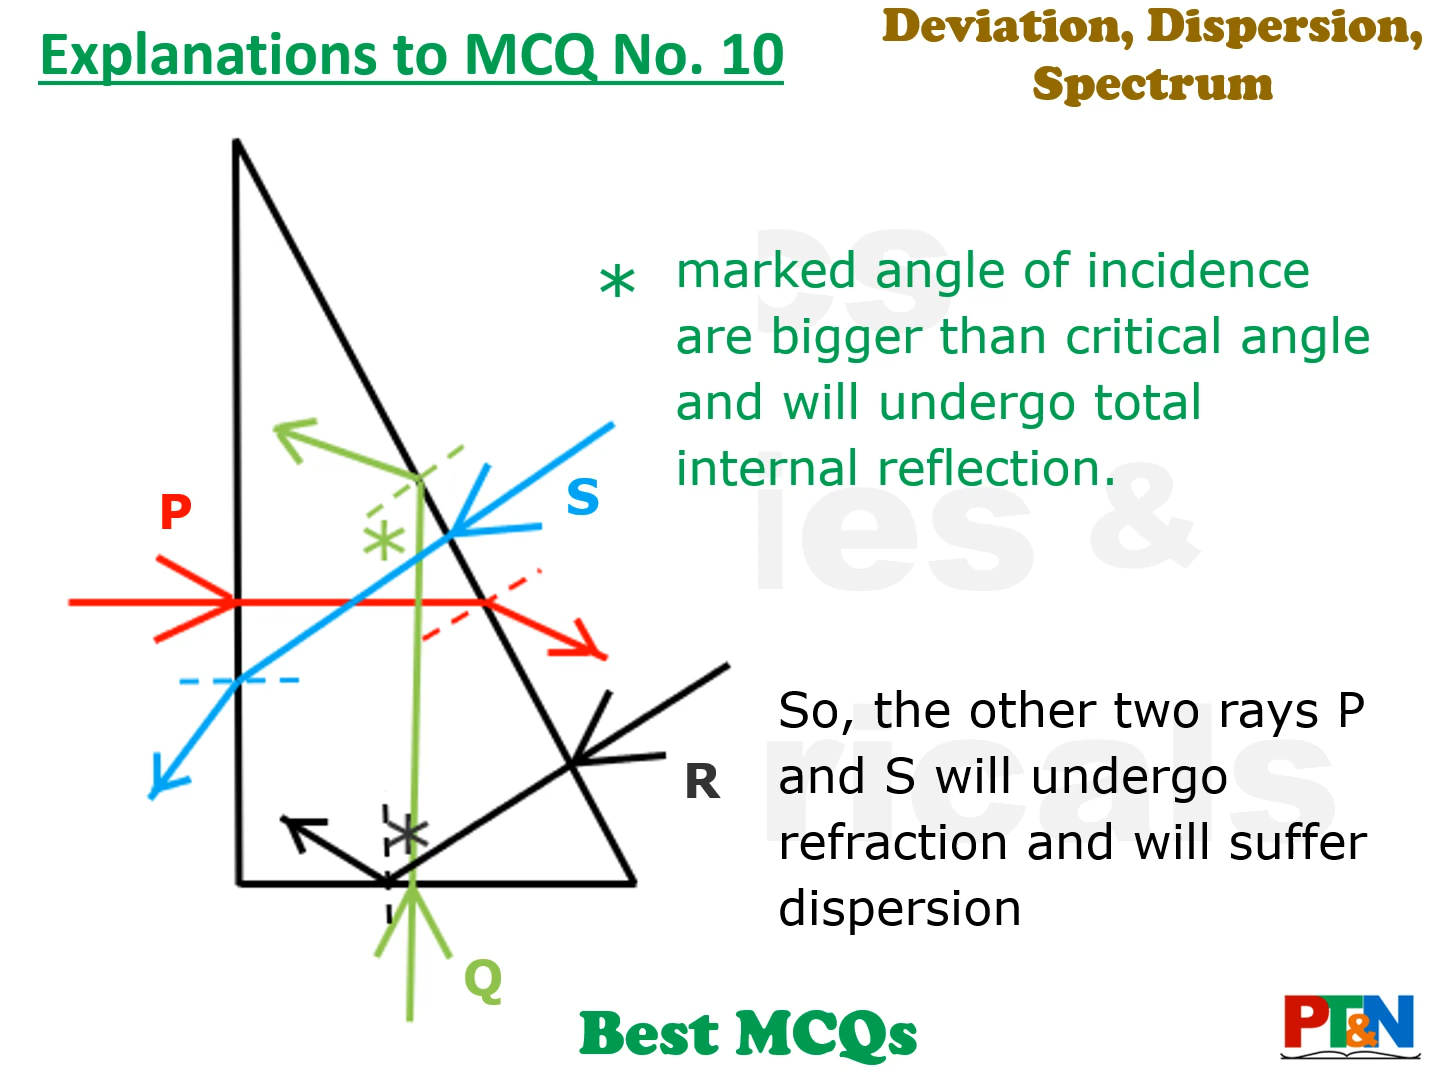 Explanations to MCQ No. 10
Deviation, Dispersion,
Spectrum
* marked angle of incidence
are bigger than critical angle
and will undergo total
internal reflection.
S
P
*
So, the other two rays P
and S will undergo
refraction and will suffer
dispersion
R
*
Q
Best MCQs
PT&N